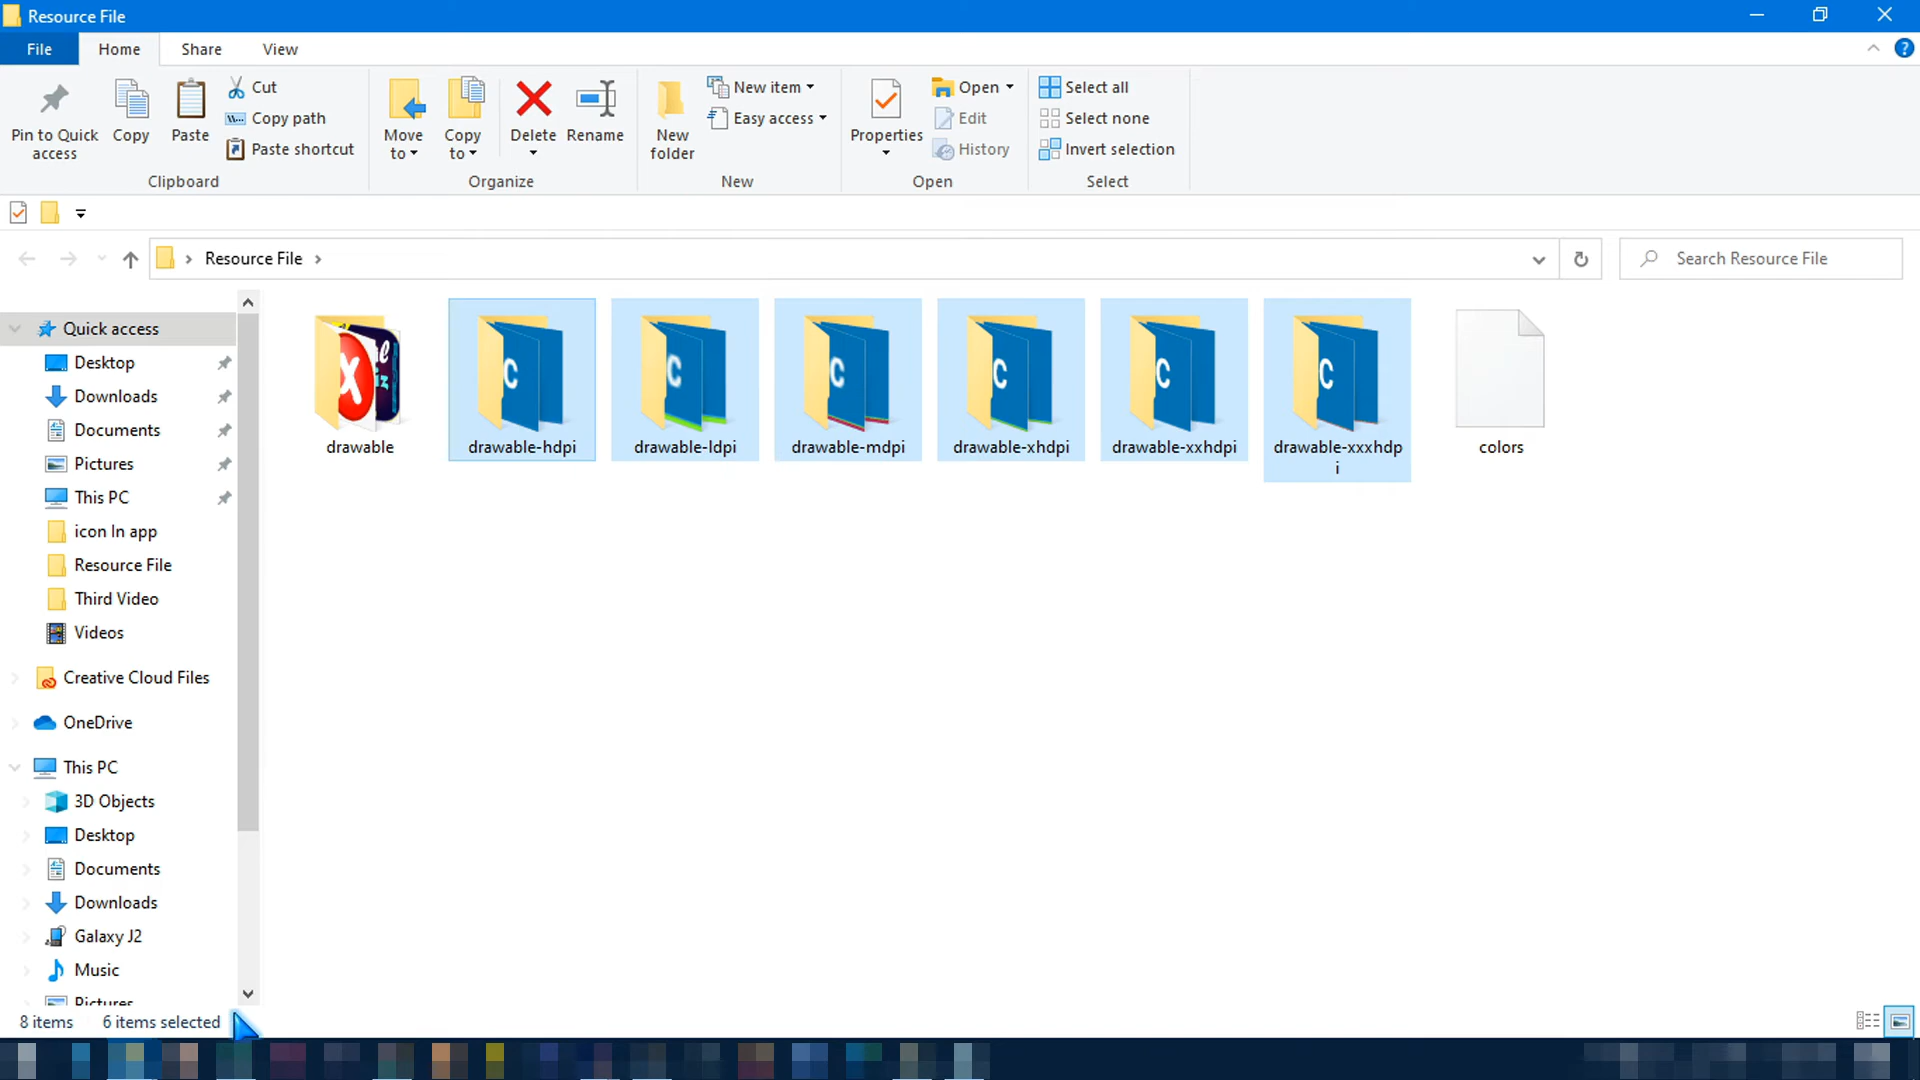 Resource File
File Home Share View
Pin to Quick access
Copy
Paste
Cut
Copy path
Paste shortcut
Clipboard
Move to
Copy to
Delete
Rename
Organize
New folder
New item
Easy access
New
Properties
Open
Edit
History
Open
Select all
Select none
Invert selection
Select
Resource File
Search Resource File
Quick access
Desktop
Downloads
Documents
Pictures
This PC
icon In app
Resource File
Third Video
Videos
Creative Cloud Files
OneDrive
This PC
3D Objects
Desktop
Documents
Downloads
Galaxy J2
Music
Pictures
drawable
drawable-hdpi
drawable-ldpi
drawable-mdpi
drawable-xhdpi
drawable-xxhdpi
drawable-xxxhdp
i
colors
8 items 6 items selected